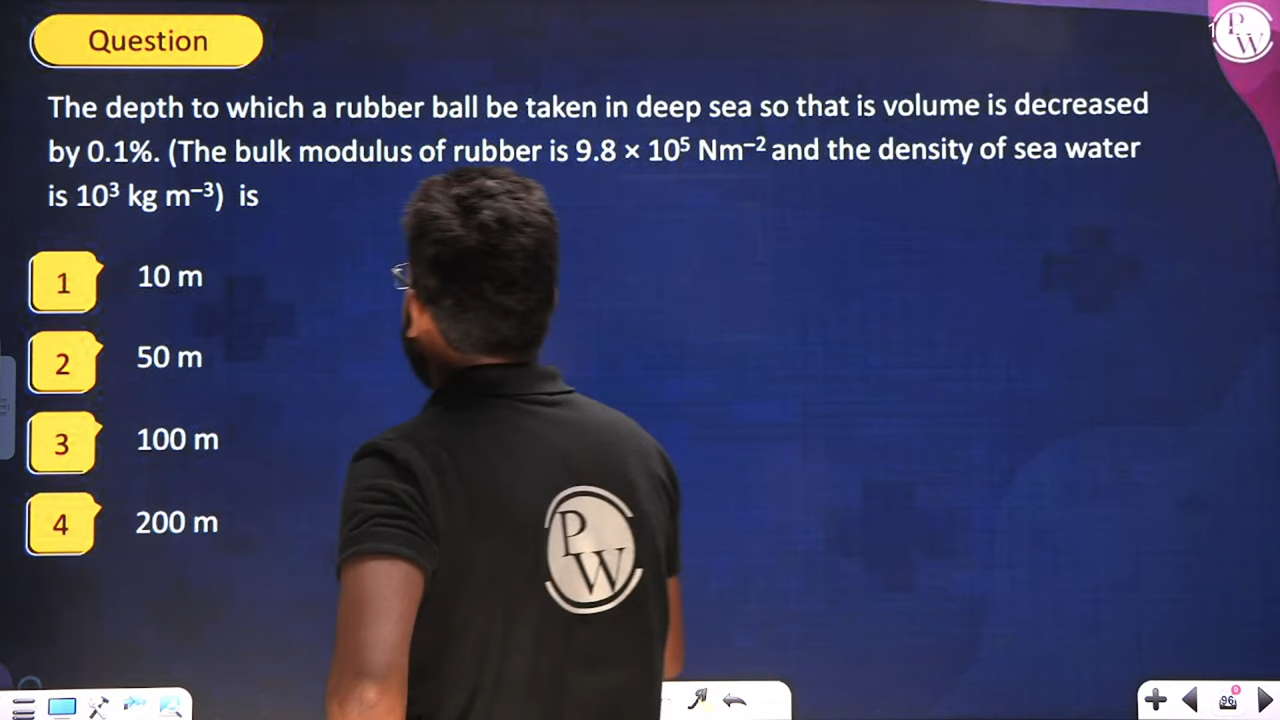 Question
The depth to which a rubber ball be taken in deep sea so that is volume is decreased
by 0.1%. (The bulk modulus of rubber is 9.8 × 10⁵ Nm⁻² and the density of sea water
is 10³ kg m⁻³) is
1 10 m
2 50 m
3 100 m
4 200 m
PW
PW
96